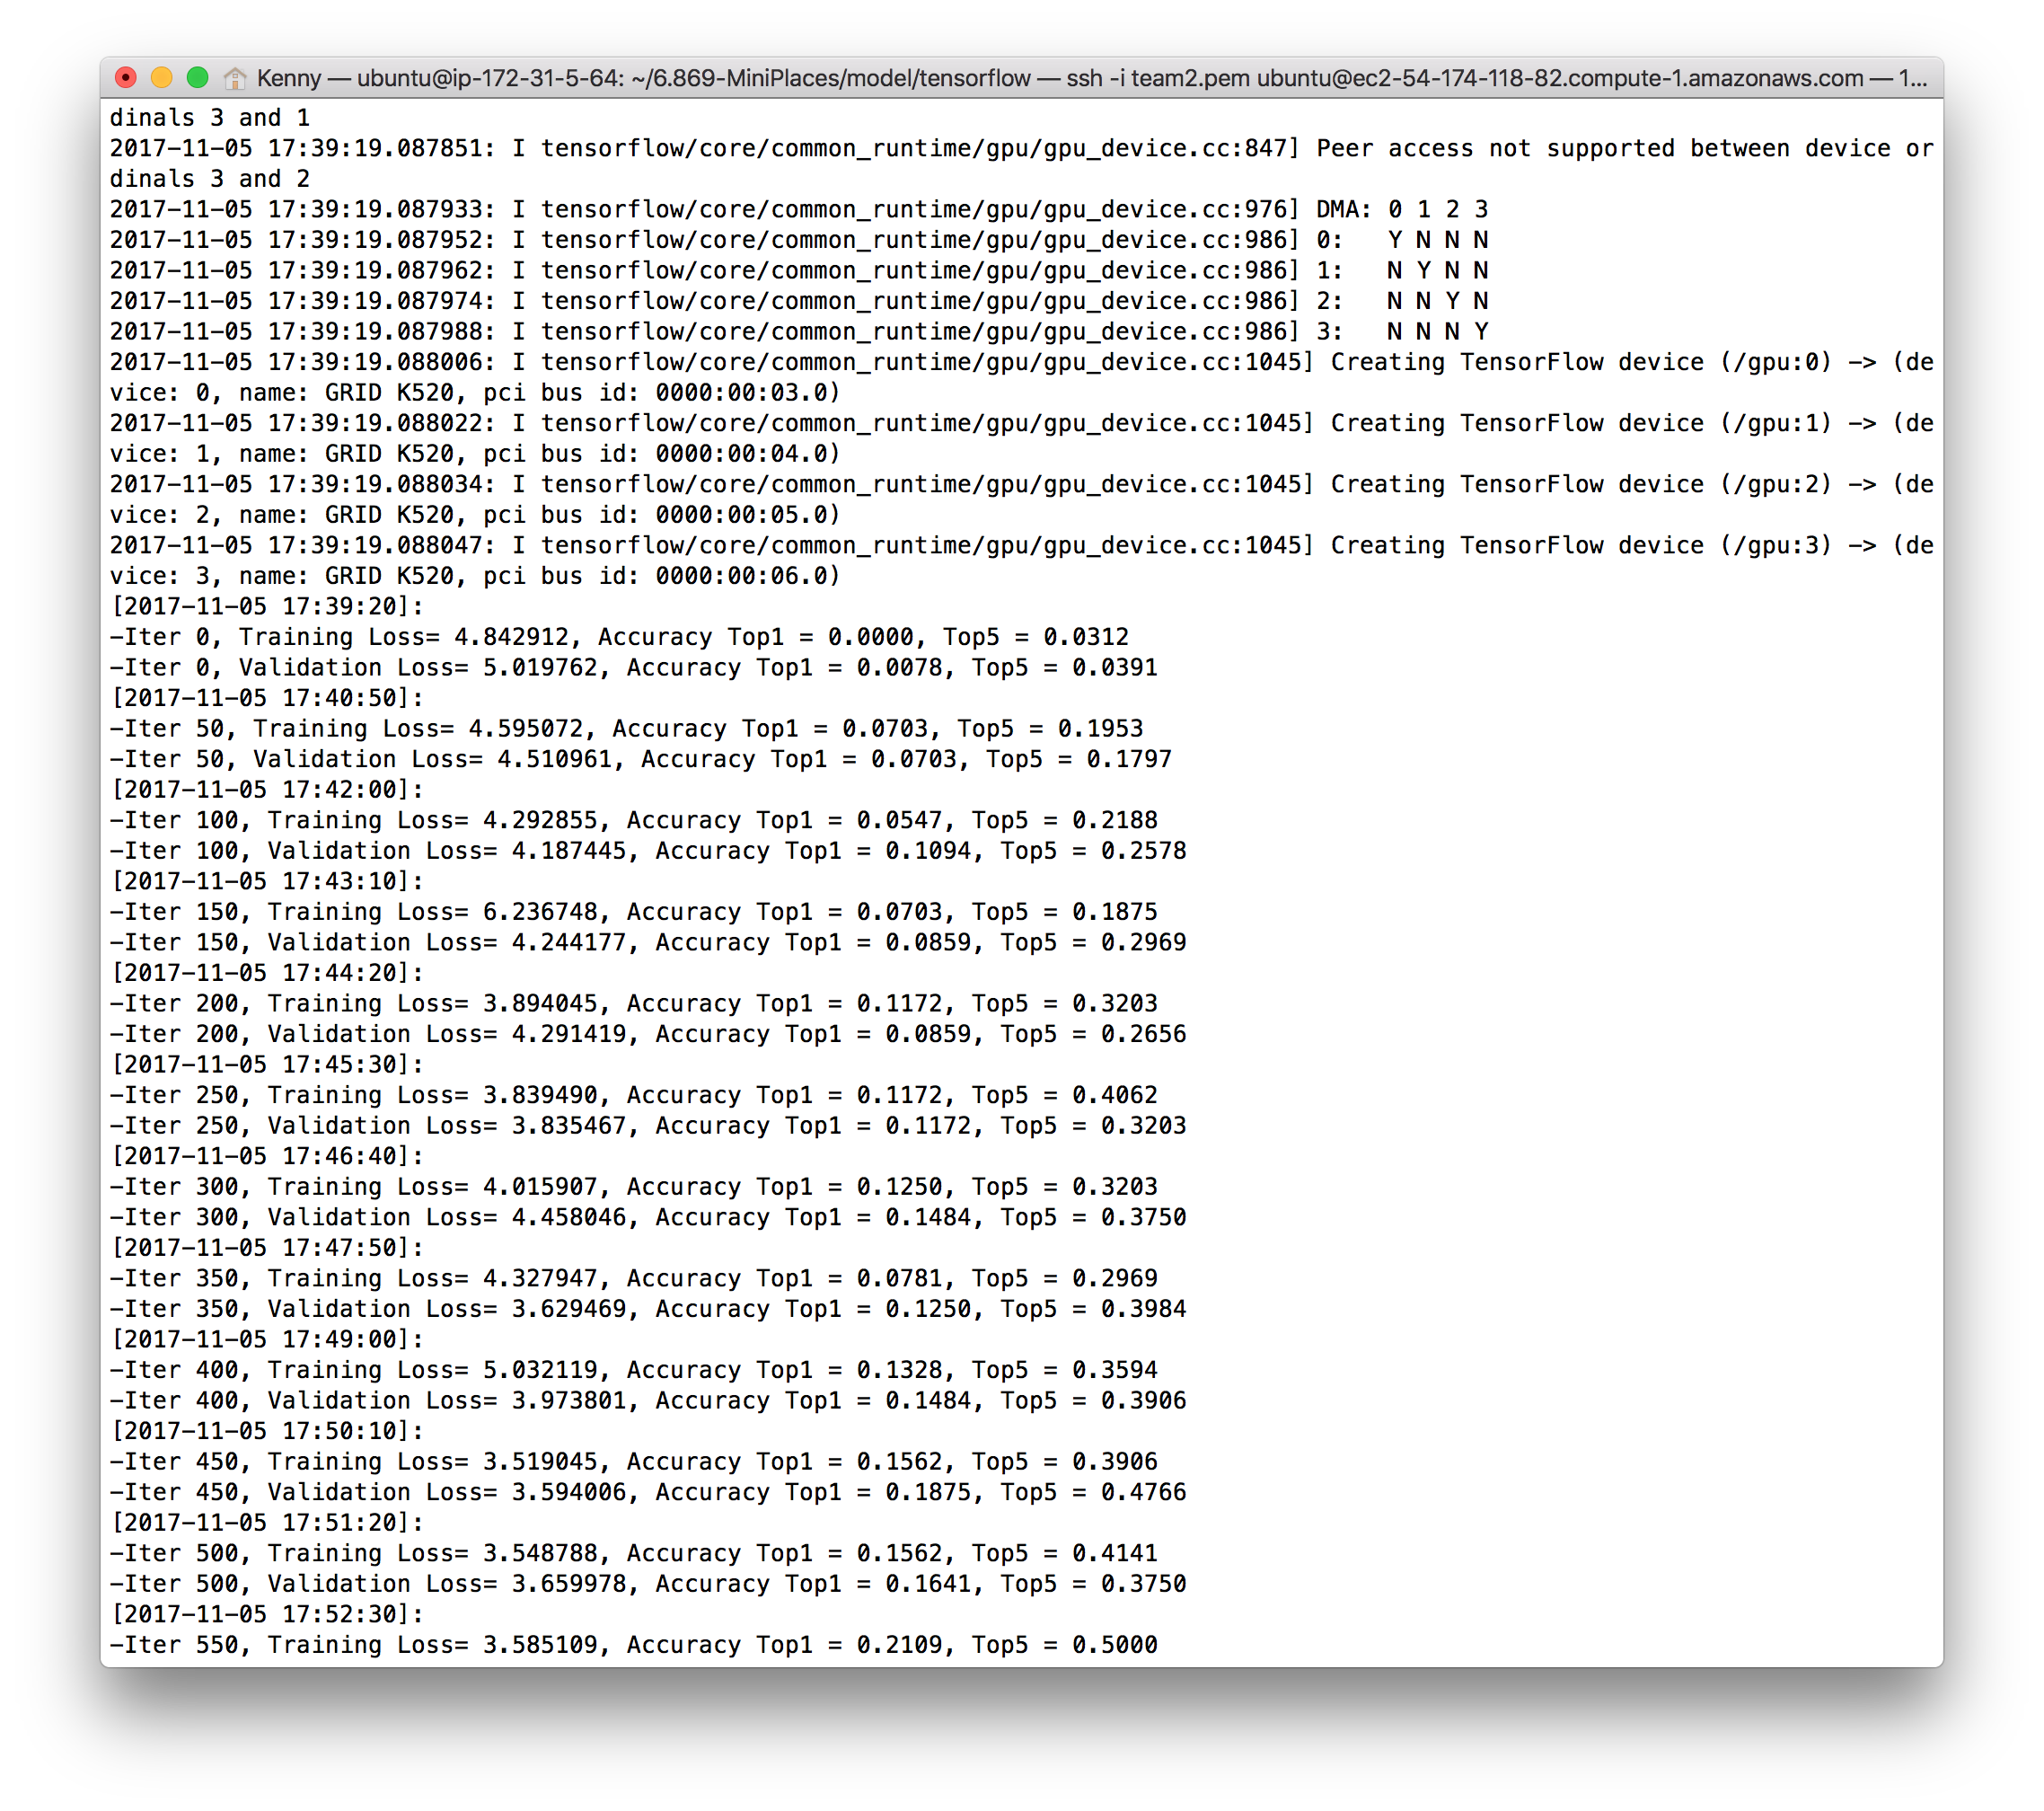 Kenny — ubuntu@ip-172-31-5-64: ~/6.869-MiniPlaces/model/tensorflow — ssh -i team2.pem ubuntu@ec2-54-174-118-82.compute-1.amazonaws.com — 1...
dinals 3 and 1
2017-11-05 17:39:19.087851: I tensorflow/core/common_runtime/gpu/gpu_device.cc:847] Peer access not supported between device or
dinals 3 and 2
2017-11-05 17:39:19.087933: I tensorflow/core/common_runtime/gpu/gpu_device.cc:976] DMA: 0 1 2 3
2017-11-05 17:39:19.087952: I tensorflow/core/common_runtime/gpu/gpu_device.cc:986] 0:   Y N N N
2017-11-05 17:39:19.087962: I tensorflow/core/common_runtime/gpu/gpu_device.cc:986] 1:   N Y N N
2017-11-05 17:39:19.087974: I tensorflow/core/common_runtime/gpu/gpu_device.cc:986] 2:   N N Y N
2017-11-05 17:39:19.087988: I tensorflow/core/common_runtime/gpu/gpu_device.cc:986] 3:   N N N Y
2017-11-05 17:39:19.088006: I tensorflow/core/common_runtime/gpu/gpu_device.cc:1045] Creating TensorFlow device (/gpu:0) -> (de
vice: 0, name: GRID K520, pci bus id: 0000:00:03.0)
2017-11-05 17:39:19.088022: I tensorflow/core/common_runtime/gpu/gpu_device.cc:1045] Creating TensorFlow device (/gpu:1) -> (de
vice: 1, name: GRID K520, pci bus id: 0000:00:04.0)
2017-11-05 17:39:19.088034: I tensorflow/core/common_runtime/gpu/gpu_device.cc:1045] Creating TensorFlow device (/gpu:2) -> (de
vice: 2, name: GRID K520, pci bus id: 0000:00:05.0)
2017-11-05 17:39:19.088047: I tensorflow/core/common_runtime/gpu/gpu_device.cc:1045] Creating TensorFlow device (/gpu:3) -> (de
vice: 3, name: GRID K520, pci bus id: 0000:00:06.0)
[2017-11-05 17:39:20]:
-Iter 0, Training Loss= 4.842912, Accuracy Top1 = 0.0000, Top5 = 0.0312
-Iter 0, Validation Loss= 5.019762, Accuracy Top1 = 0.0078, Top5 = 0.0391
[2017-11-05 17:40:50]:
-Iter 50, Training Loss= 4.595072, Accuracy Top1 = 0.0703, Top5 = 0.1953
-Iter 50, Validation Loss= 4.510961, Accuracy Top1 = 0.0703, Top5 = 0.1797
[2017-11-05 17:42:00]:
-Iter 100, Training Loss= 4.292855, Accuracy Top1 = 0.0547, Top5 = 0.2188
-Iter 100, Validation Loss= 4.187445, Accuracy Top1 = 0.1094, Top5 = 0.2578
[2017-11-05 17:43:10]:
-Iter 150, Training Loss= 6.236748, Accuracy Top1 = 0.0703, Top5 = 0.1875
-Iter 150, Validation Loss= 4.244177, Accuracy Top1 = 0.0859, Top5 = 0.2969
[2017-11-05 17:44:20]:
-Iter 200, Training Loss= 3.894045, Accuracy Top1 = 0.1172, Top5 = 0.3203
-Iter 200, Validation Loss= 4.291419, Accuracy Top1 = 0.0859, Top5 = 0.2656
[2017-11-05 17:45:30]:
-Iter 250, Training Loss= 3.839490, Accuracy Top1 = 0.1172, Top5 = 0.4062
-Iter 250, Validation Loss= 3.835467, Accuracy Top1 = 0.1172, Top5 = 0.3203
[2017-11-05 17:46:40]:
-Iter 300, Training Loss= 4.015907, Accuracy Top1 = 0.1250, Top5 = 0.3203
-Iter 300, Validation Loss= 4.458046, Accuracy Top1 = 0.1484, Top5 = 0.3750
[2017-11-05 17:47:50]:
-Iter 350, Training Loss= 4.327947, Accuracy Top1 = 0.0781, Top5 = 0.2969
-Iter 350, Validation Loss= 3.629469, Accuracy Top1 = 0.1250, Top5 = 0.3984
[2017-11-05 17:49:00]:
-Iter 400, Training Loss= 5.032119, Accuracy Top1 = 0.1328, Top5 = 0.3594
-Iter 400, Validation Loss= 3.973801, Accuracy Top1 = 0.1484, Top5 = 0.3906
[2017-11-05 17:50:10]:
-Iter 450, Training Loss= 3.519045, Accuracy Top1 = 0.1562, Top5 = 0.3906
-Iter 450, Validation Loss= 3.594006, Accuracy Top1 = 0.1875, Top5 = 0.4766
[2017-11-05 17:51:20]:
-Iter 500, Training Loss= 3.548788, Accuracy Top1 = 0.1562, Top5 = 0.4141
-Iter 500, Validation Loss= 3.659978, Accuracy Top1 = 0.1641, Top5 = 0.3750
[2017-11-05 17:52:30]:
-Iter 550, Training Loss= 3.585109, Accuracy Top1 = 0.2109, Top5 = 0.5000